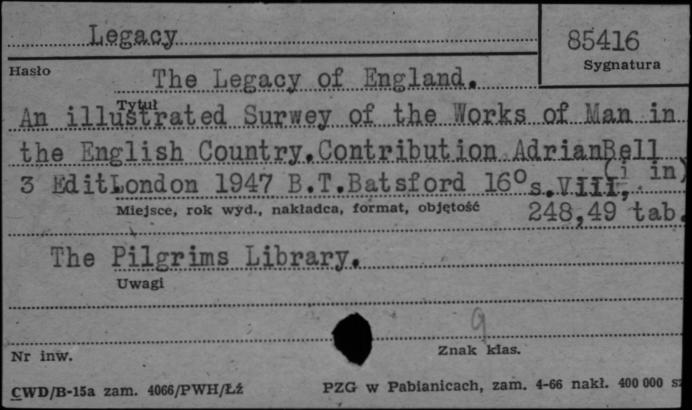 Legacy
85416
Hasło
Sygnatura
The Legacy of England.
Tytuł
An illustrated Surwey of the Works of Man in
the English Country.Contribution AdrianBell
(i in)
3 EditLondon 1947 B.T.Batsford 16° s.VIII,
Miejsce, rok wyd., nakładca, format, objętość
248,49 tab.
The Pilgrims Library.
Uwagi
9
Nr inw.
Znak klas.
CWD/B-15a zam. 4066/PWH/Łź
PZG w Pabianicach, zam. 4-66 nakł. 400 000